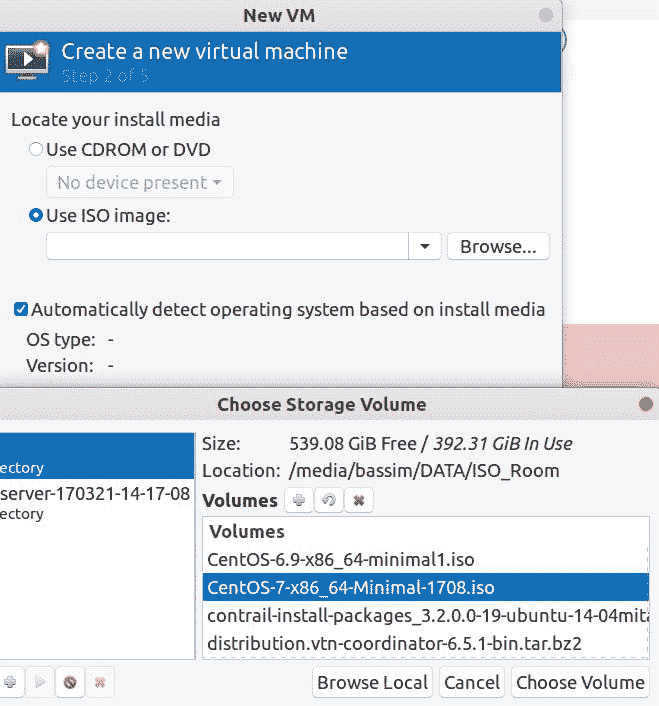 New VM
Create a new virtual machine
Step 2 of 5
Locate your install media
Use CDROM or DVD
No device present
Use ISO image:
Browse...
Automatically detect operating system based on install media
OS type: -
Version: -
Choose Storage Volume
ectory
server-170321-14-17-08
ectory
Size: 539.08 GiB Free / 392.31 GiB In Use
Location: /media/bassim/DATA/ISO_Room
Volumes
Volumes
CentOS-6.9-x86_64-minimal1.iso
CentOS-7-x86_64-Minimal-1708.iso
contrail-install-packages_3.2.0.0-19-ubuntu-14-04mita
distribution.vtn-coordinator-6.5.1-bin.tar.bz2
Browse Local
Cancel
Choose Volume